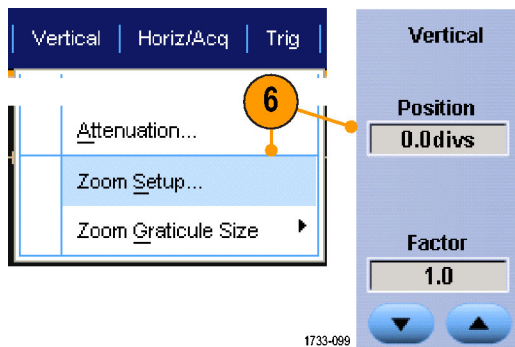 Vertical Horiz/Acq Trig
6
Attenuation...
Zoom Setup...
Zoom Graticule Size
Vertical
Position
0.0divs
Factor
1.0
1733-099